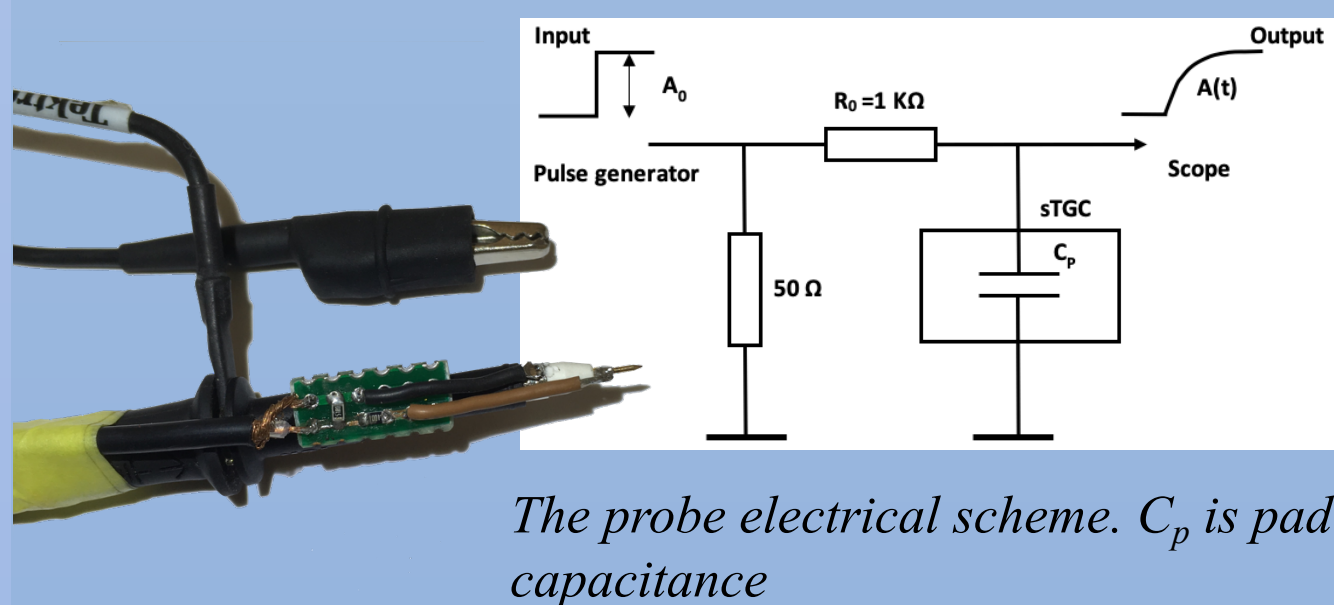 Input
Output
A₀
A(t)
R₀ =1 KΩ
Pulse generator
Scope
sTGC
Cₚ
50 Ω
The probe electrical scheme. Cₚ is pad
capacitance